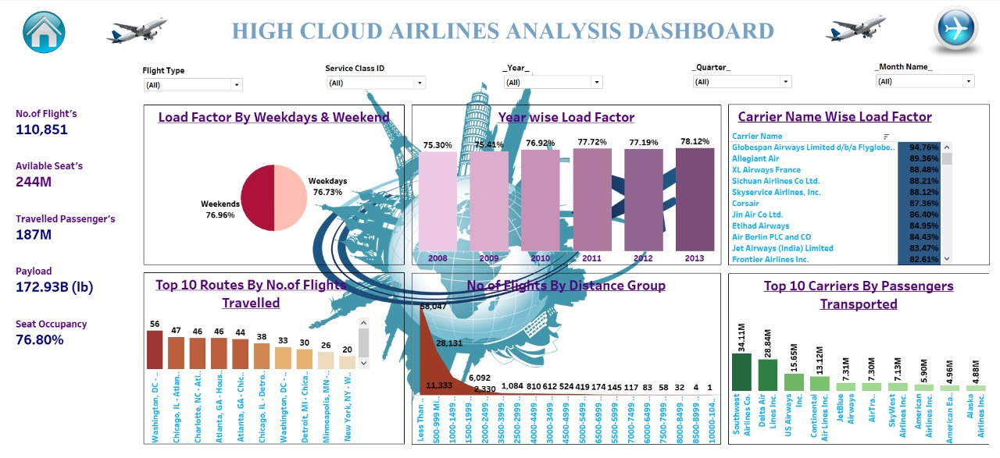 HIGH CLOUD AIRLINES ANALYSIS DASHBOARD
Flight Type
(All)
Service Class ID
(All)
_Year_
(All)
_Quarter_
(All)
_Month Name_
(All)
No.of Flight's
110,851
Avilable Seat's
244M
Travelled Passenger's
187M
Payload
172.93B (lb)
Seat Occupancy
76.80%
Load Factor By Weekdays & Weekend
Weekdays
76.73%
Weekends
76.96%
Year wise Load Factor
75.30% 75.41% 76.92% 77.72% 77.19% 78.12%
2008 2009 2010 2011 2012 2013
Carrier Name Wise Load Factor
Carrier Name
Globespan Airways Limited d/b/a Flyglobe.. 94.76%
Allegiant Air 89.36%
XL Airways France 88.48%
Sichuan Airlines Co Ltd. 88.21%
Skyservice Airlines, Inc. 88.12%
Corsair 87.36%
Jin Air Co Ltd. 86.40%
Etihad Airways 84.95%
Air Berlin PLC and CO 84.43%
Jet Airways (India) Limited 83.47%
Frontier Airlines Inc. 82.61%
Top 10 Routes By No.of Flights
Travelled
56 47 46 46 44 38 33 30 26 20
Washington, DC - ..
Chicago, IL - Atlan..
Charlotte, NC - Atl..
Atlanta, GA - Hous..
Atlanta, GA - Chic..
Chicago, IL - Detro..
Washington, DC - ..
Detroit, MI - Chica..
Minneapolis, MN - ..
New York, NY - W..
No of Flights By Distance Group
58,047
28,131
11,333
6,092
2,330
1,084 810 612 524 419 174 145 117 83 58 32 4 1
Less Than ..
500-999 Mi..
1000-1499 ..
1500-1999 ..
2000-2499 ..
3500-3999 ..
2500-2999 ..
4000-4499 ..
3000-3499 ..
4500-4999 ..
5000-5499 ..
6500-6999 ..
5500-5999 ..
7000-7499 ..
6000-6499 ..
7500-7999 ..
8000-8499 ..
8500-8999 ..
10000-104..
Top 10 Carriers By Passengers
Transported
34.11M 28.84M 15.65M 13.12M 7.31M 7.30M 7.13M 5.90M 4.96M 4.88M
Southwest
Airlines Co.
Delta Air
Lines Inc.
US Airways
Inc.
Continental
Air Lines Inc.
JetBlue
Airways
AirTra..
SkyWest
Airlines Inc.
American
Airlines Inc.
American Ea..
Alaska
Airlines Inc.